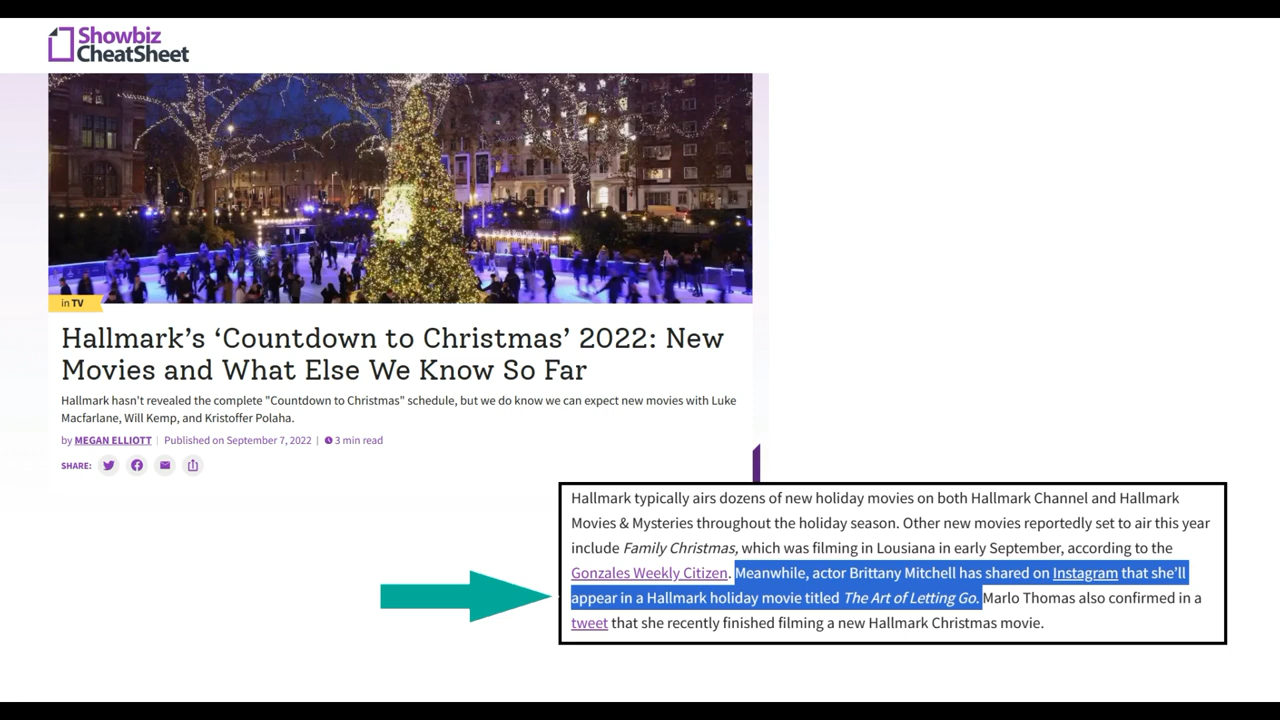 Showbiz
CheatSheet
in TV
Hallmark's ‘Countdown to Christmas’ 2022: New
Movies and What Else We Know So Far
Hallmark hasn't revealed the complete "Countdown to Christmas" schedule, but we do know we can expect new movies with Luke
Macfarlane, Will Kemp, and Kristoffer Polaha.
by MEGAN ELLIOTT | Published on September 7, 2022 | 3 min read
SHARE:
Hallmark typically airs dozens of new holiday movies on both Hallmark Channel and Hallmark
Movies & Mysteries throughout the holiday season. Other new movies reportedly set to air this year
include Family Christmas, which was filming in Lousiana in early September, according to the
Gonzales Weekly Citizen. Meanwhile, actor Brittany Mitchell has shared on Instagram that she'll
appear in a Hallmark holiday movie titled The Art of Letting Go. Marlo Thomas also confirmed in a
tweet that she recently finished filming a new Hallmark Christmas movie.